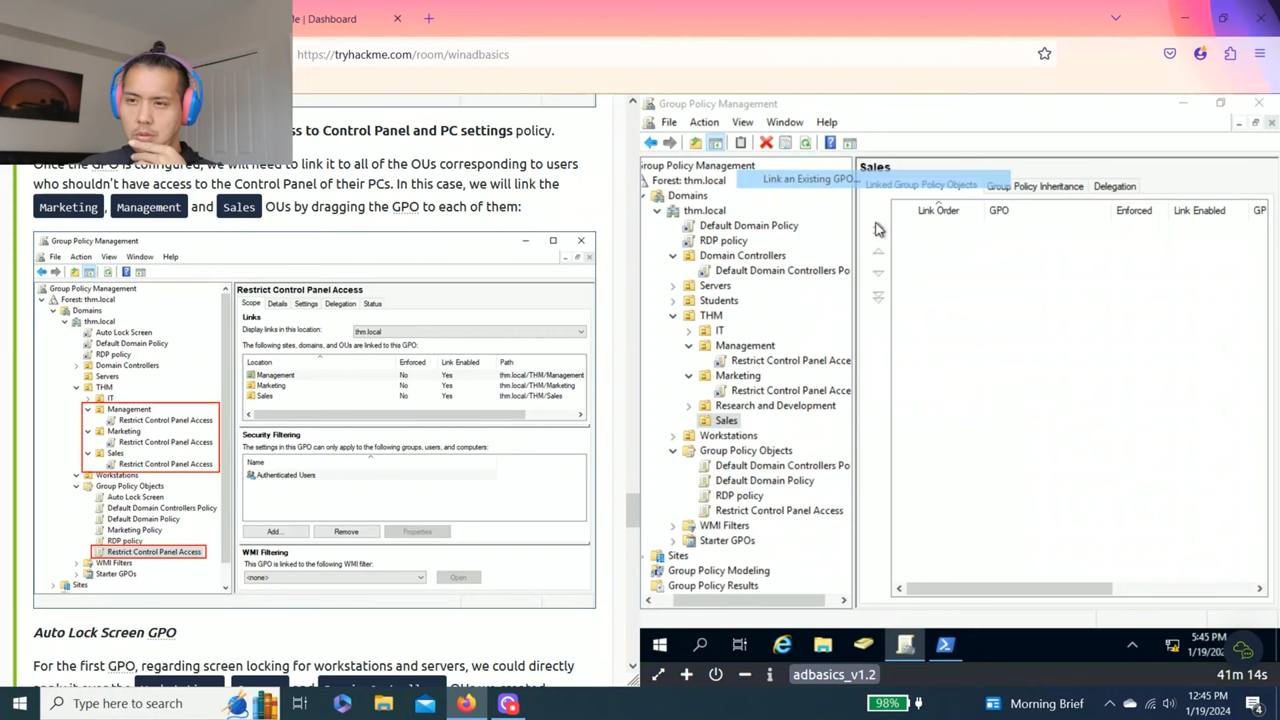 Me | Dashboard
https://tryhackme.com/room/winadbasics
ss to Control Panel and PC settings policy.
Once the GPO is configured, we will need to link it to all of the OUs corresponding to users
who shouldn't have access to the Control Panel of their PCs. In this case, we will link the
Marketing, Management and Sales OUs by dragging the GPO to each of them:
Group Policy Management
File Action View Window Help
Group Policy Management
Forest: thm.local
Domains
thm.local
Auto Lock Screen
Default Domain Policy
RDP policy
Domain Controllers
Servers
THM
IT
Management
Restrict Control Panel Access
Marketing
Restrict Control Panel Access
Sales
Restrict Control Panel Access
Workstations
Group Policy Objects
Auto Lock Screen
Default Domain Controllers Policy
Default Domain Policy
Marketing Policy
RDP policy
Restrict Control Panel Access
WMI Filters
Starter GPOs
Sites
Restrict Control Panel Access
Scope Details Settings Delegation Status
Links
Display links in this location: thm.local
The following sites, domains, and OUs are linked to this GPO:
Location Enforced Link Enabled Path
Management No Yes thm.local/THM/Management
Marketing No Yes thm.local/THM/Marketing
Sales No Yes thm.local/THM/Sales
Security Filtering
The settings in this GPO can only apply to the following groups, users, and computers:
Name
Authenticated Users
Add... Remove Properties
WMI Filtering
This GPO is linked to the following WMI filter:
<none> Open
Auto Lock Screen GPO
For the first GPO, regarding screen locking for workstations and servers, we could directly
Group Policy Management
File Action View Window Help
Group Policy Management
Forest: thm.local
Domains
thm.local
Default Domain Policy
RDP policy
Domain Controllers
Default Domain Controllers Po
Servers
Students
THM
IT
Management
Restrict Control Panel Acce
Marketing
Restrict Control Panel Acce
Research and Development
Sales
Workstations
Group Policy Objects
Default Domain Controllers Po
Default Domain Policy
RDP policy
Restrict Control Panel Access
WMI Filters
Starter GPOs
Sites
Group Policy Modeling
Group Policy Results
Sales
Link an Existing GPO...
Linked Group Policy Objects Group Policy Inheritance Delegation
Link Order GPO Enforced Link Enabled GP
5:45 PM
1/19/202
adbasics_v1.2
41m 14s
Type here to search
98%
Morning Brief
12:45 PM
1/19/2024
4